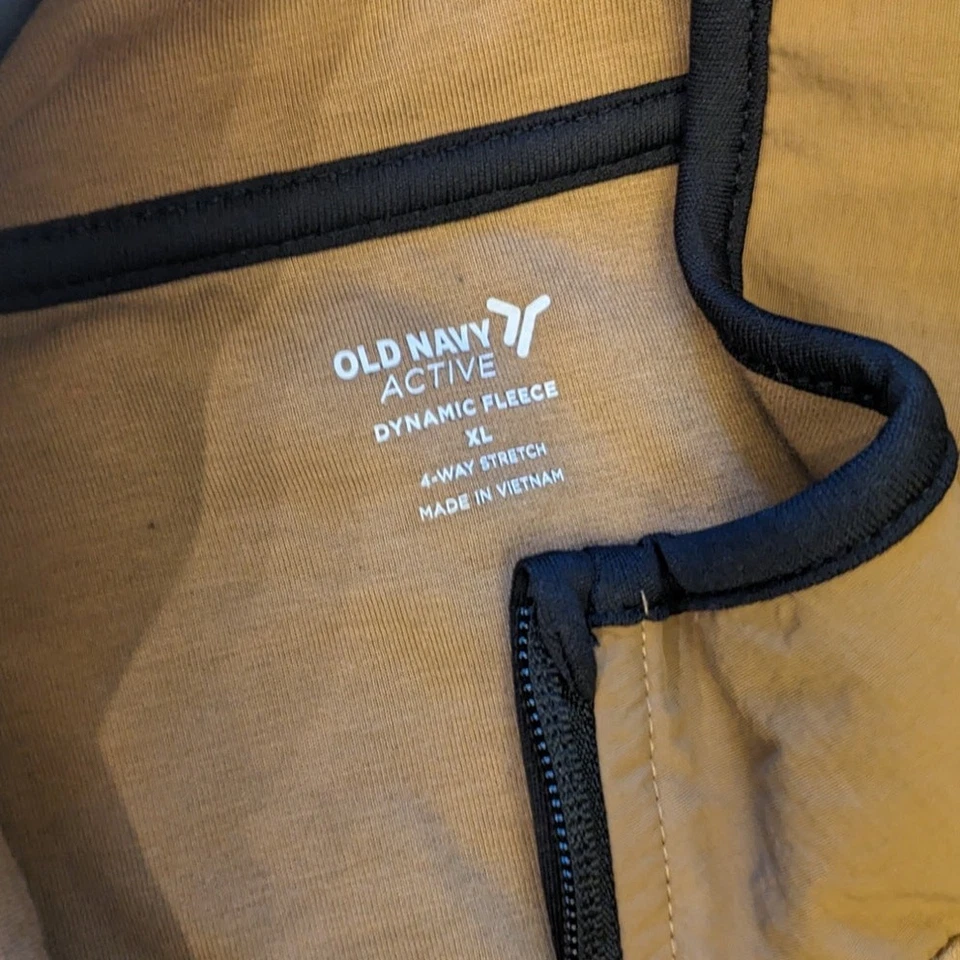 OLD NAVY
ACTIVE
DYNAMIC FLEECE
XL
4-WAY STRETCH
MADE IN VIETNAM